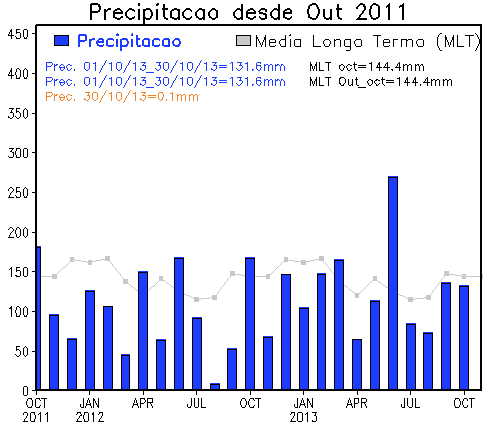 Precipitacao desde Out 2011
Precipitacao Media Longo Termo (MLT)
Prec. 01/10/13_30/10/13=131.6mm MLT oct=144.4mm
Prec. 01/10/13_30/10/13=131.6mm MLT Out_oct=144.4mm
Prec. 30/10/13=0.1mm
450
400
350
300
250
200
150
100
50
0
OCT JAN APR JUL OCT JAN APR JUL OCT
2011 2012 2013